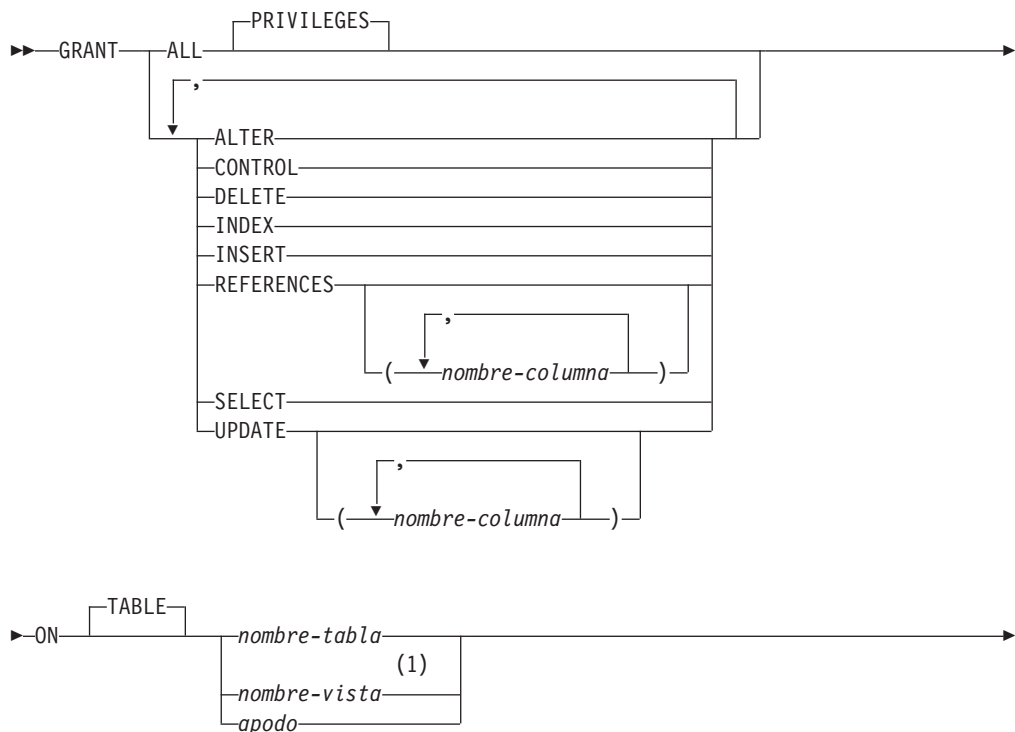 PRIVILEGES
GRANT ALL
,
ALTER
CONTROL
DELETE
INDEX
INSERT
REFERENCES
,
( nombre-columna )
SELECT
UPDATE
,
( nombre-columna )
TABLE
ON nombre-tabla
(1)
nombre-vista
apodo